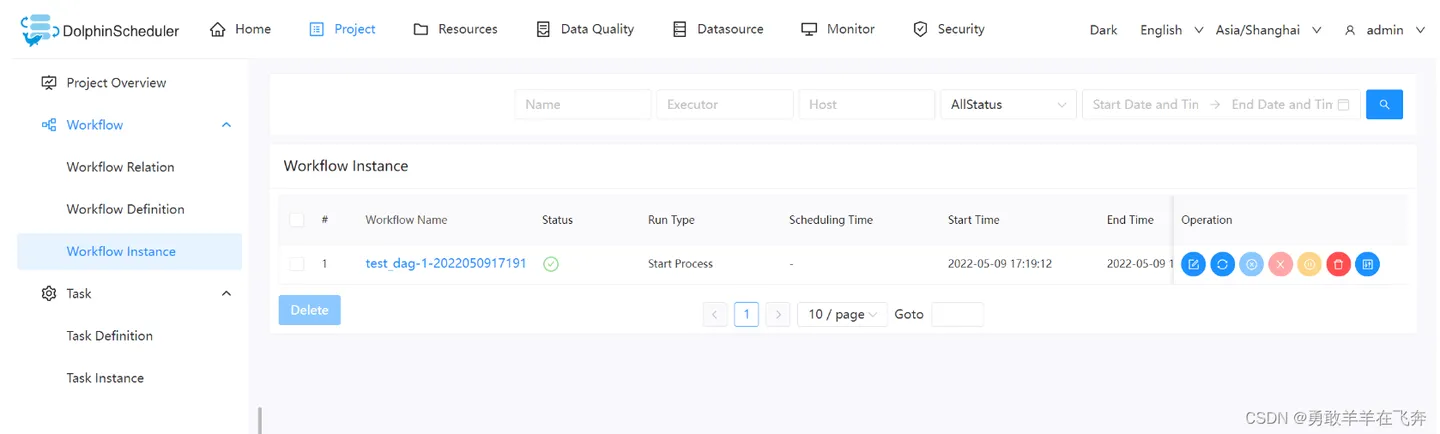 DolphinScheduler Home Project Resources Data Quality Datasource Monitor Security Dark English Asia/Shanghai admin
Project Overview
Workflow
Workflow Relation
Workflow Definition
Workflow Instance
Task
Task Definition
Task Instance
Name Executor Host AllStatus Start Date and Tin End Date and Tin
Workflow Instance
# Workflow Name Status Run Type Scheduling Time Start Time End Time Operation
1 test_dag-1-2022050917191 Start Process - 2022-05-09 17:19:12 2022-05-09 1
Delete 1 10 / page Goto
CSDN @勇敢羊羊在飞奔